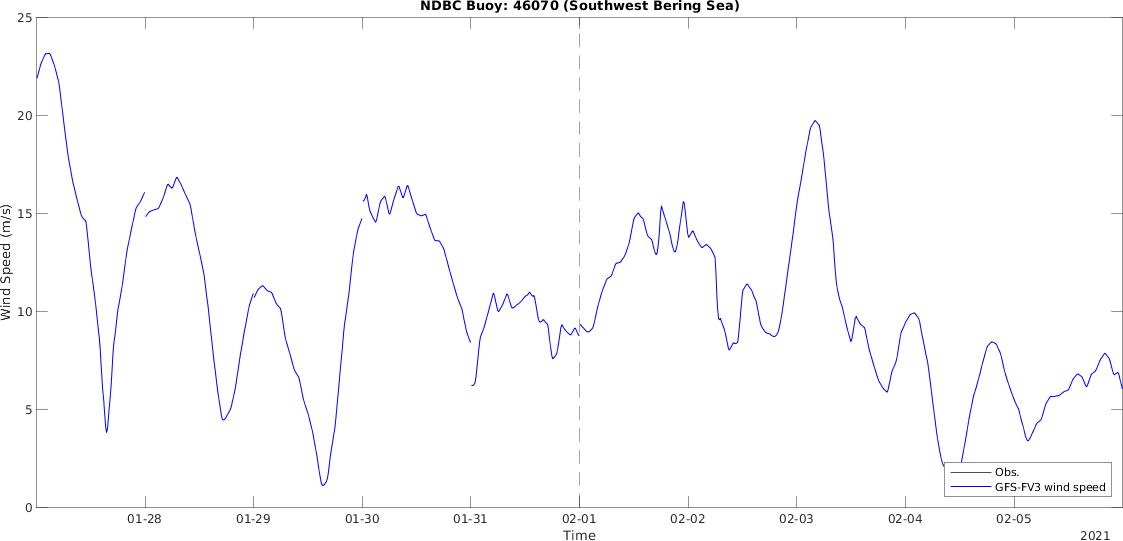 NDBC Buoy: 46070 (Southwest Bering Sea)
25
20
15
10
5
0
Wind Speed (m/s)
01-28 01-29 01-30 01-31 02-01 02-02 02-03 02-04 02-05
Time
2021
Obs.
GFS-FV3 wind speed